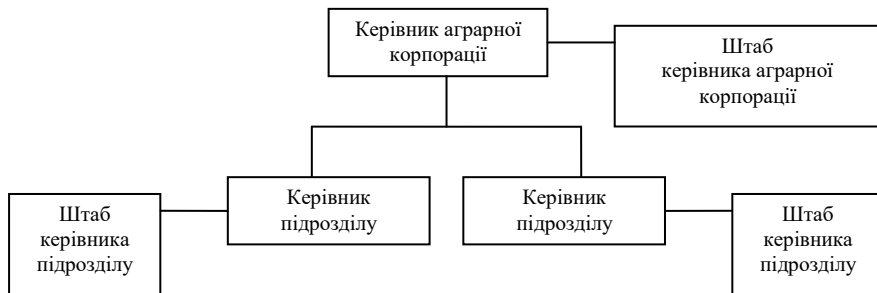 Керівник аграрної
корпорації
Штаб
керівника аграрної
корпорації
Керівник
підрозділу
Керівник
підрозділу
Штаб
керівника
підрозділу
Штаб
керівника
підрозділу